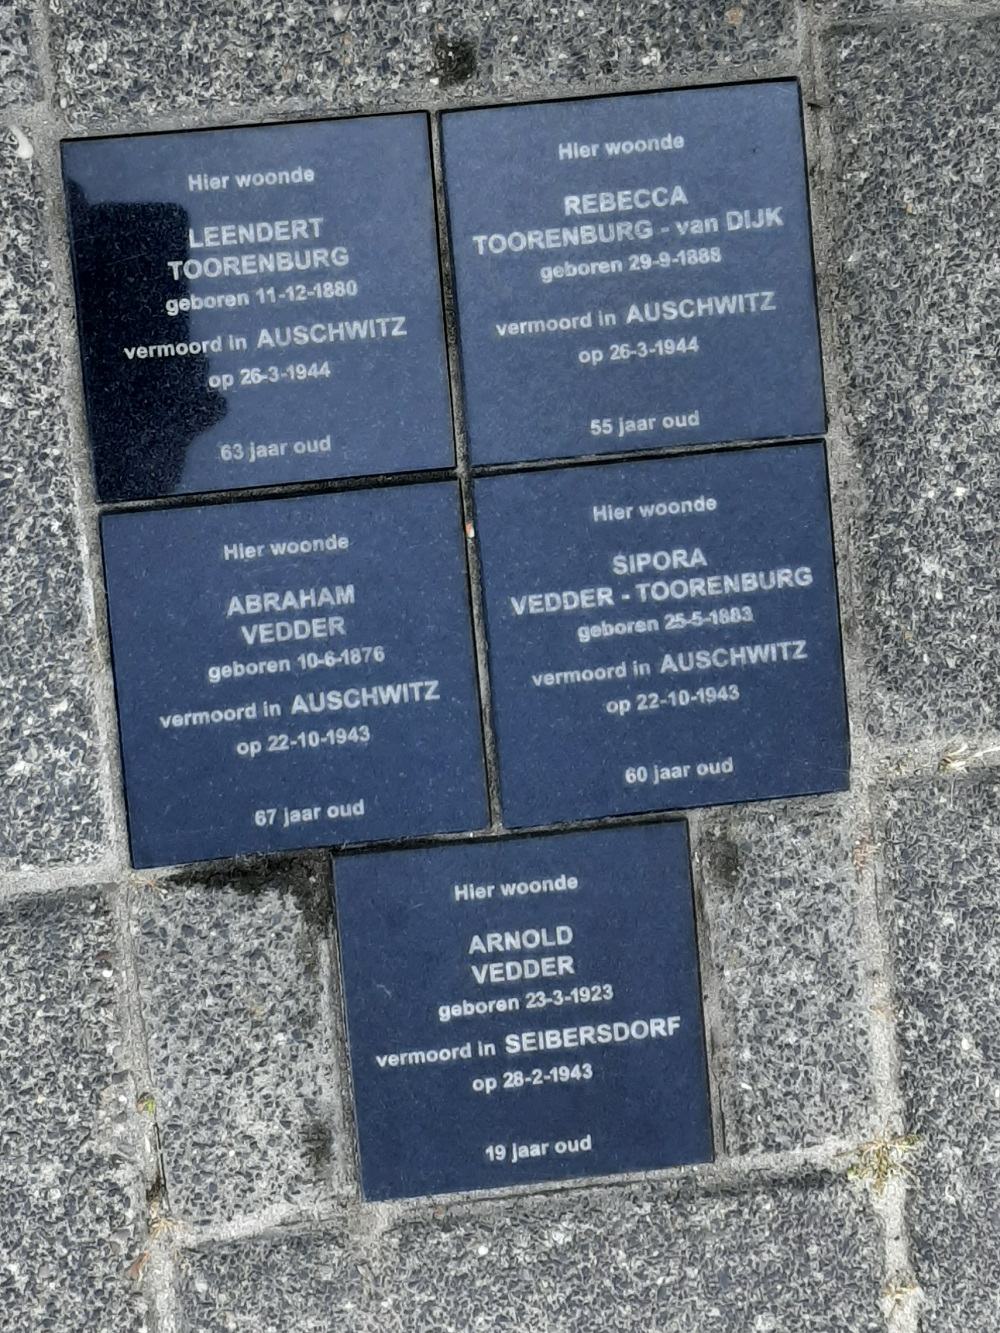 Hier woonde
LEENDERT
TOORENBURG
geboren 11-12-1880
vermoord in AUSCHWITZ
op 26-3-1944
63 jaar oud
Hier woonde
REBECCA
TOORENBURG - van DIJK
geboren 29-9-1888
vermoord in AUSCHWITZ
op 26-3-1944
55 jaar oud
Hier woonde
ABRAHAM
VEDDER
geboren 10-6-1876
vermoord in AUSCHWITZ
op 22-10-1943
67 jaar oud
Hier woonde
SIPORA
VEDDER - TOORENBURG
geboren 25-5-1883
vermoord in AUSCHWITZ
op 22-10-1943
60 jaar oud
Hier woonde
ARNOLD
VEDDER
geboren 23-3-1923
vermoord in SEIBERSDORF
op 28-2-1943
19 jaar oud